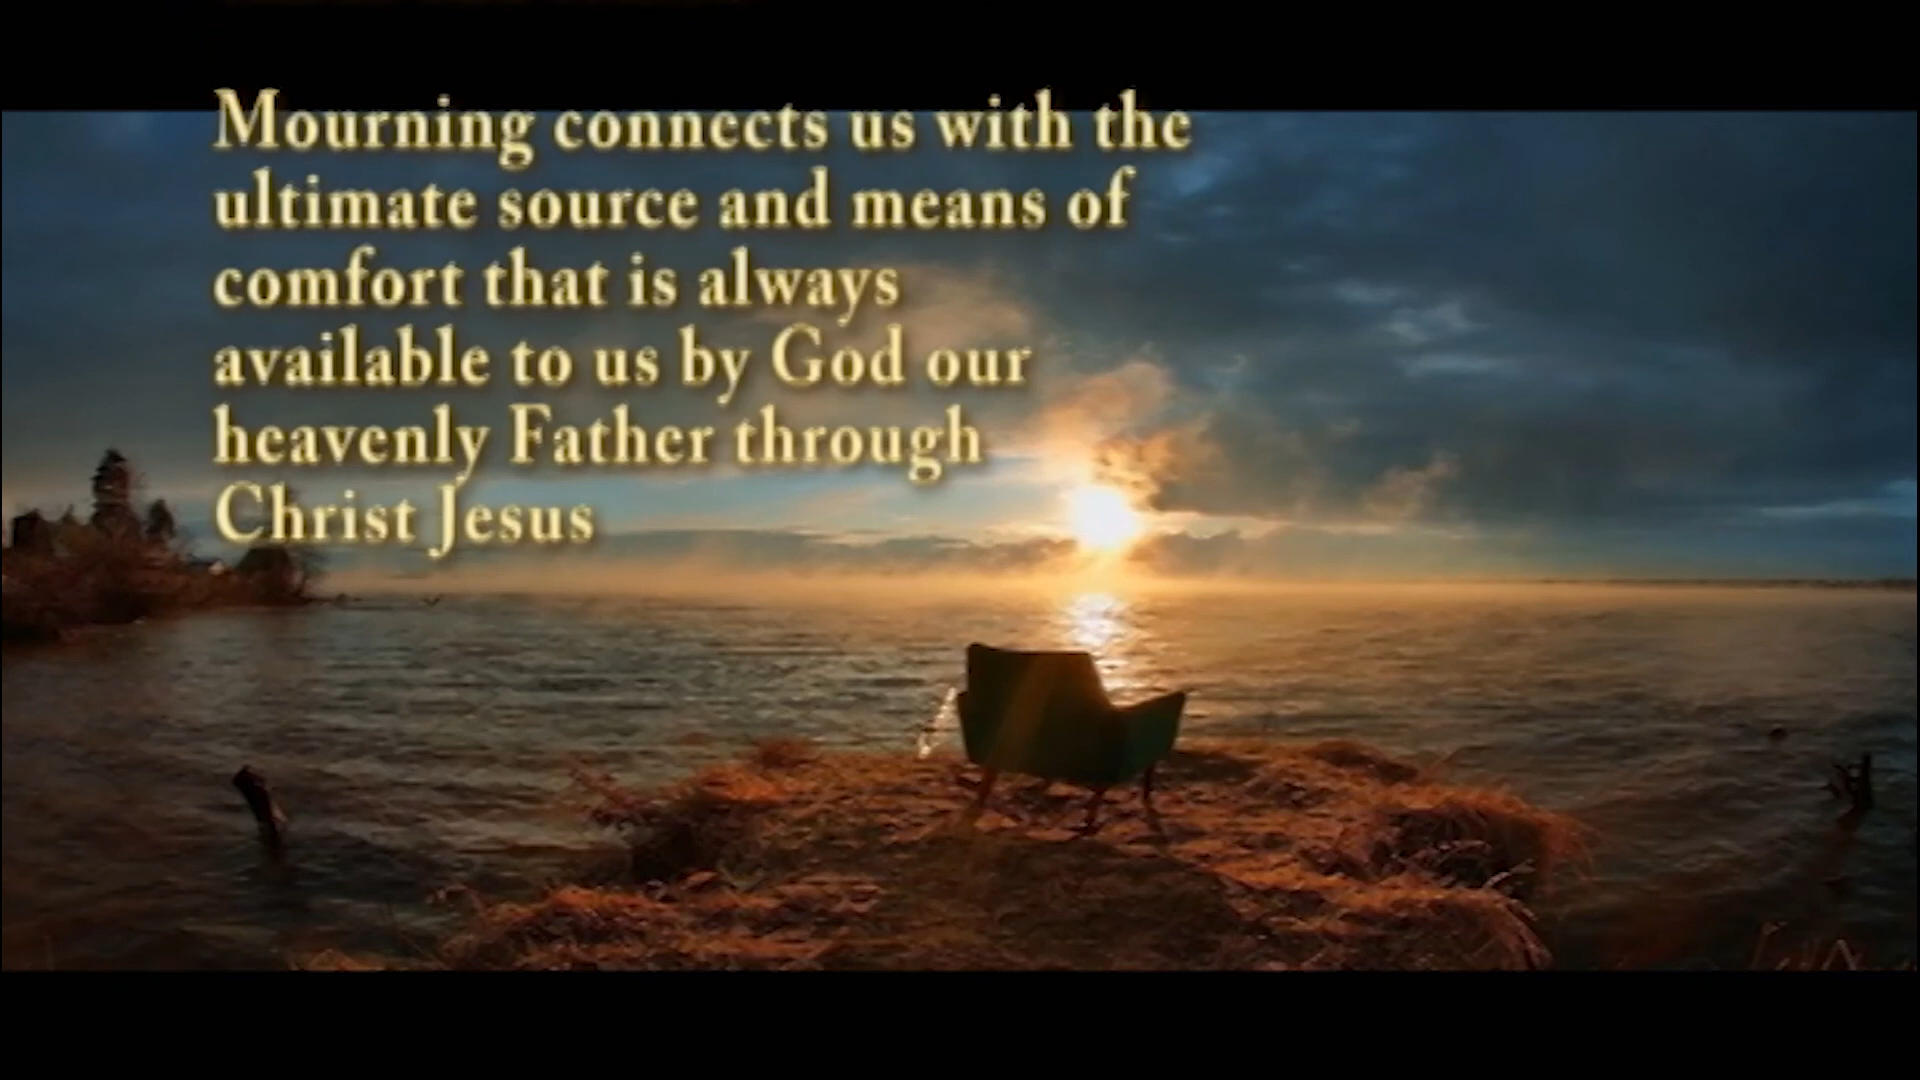 Mourning connects us with the
ultimate source and means of
comfort that is always
available to us by God our
heavenly Father through
Christ Jesus